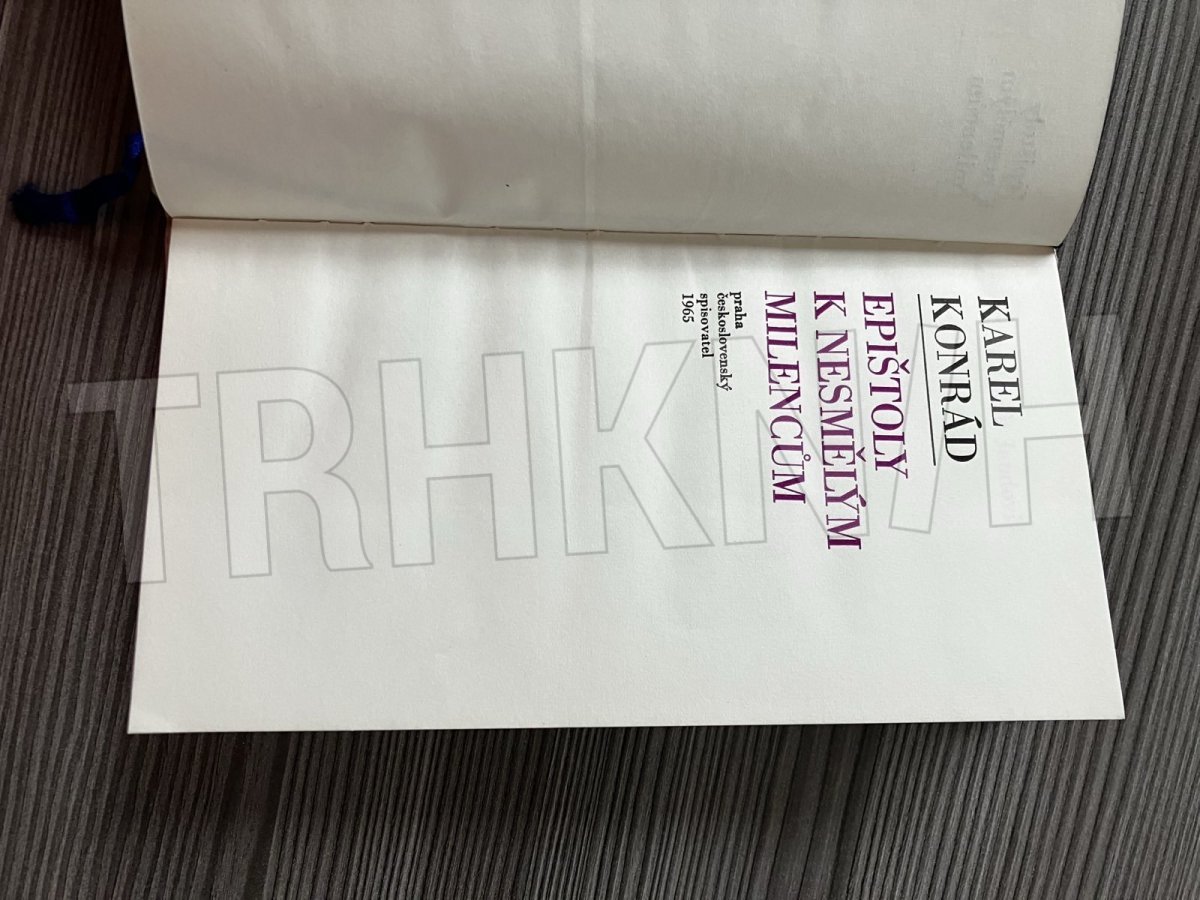 KAREL
KONRÁD
EPIŠTOLY
K NESMĚLÝM
MILENCŮM
praha
československý
spisovatel
1965
TRHKNIH